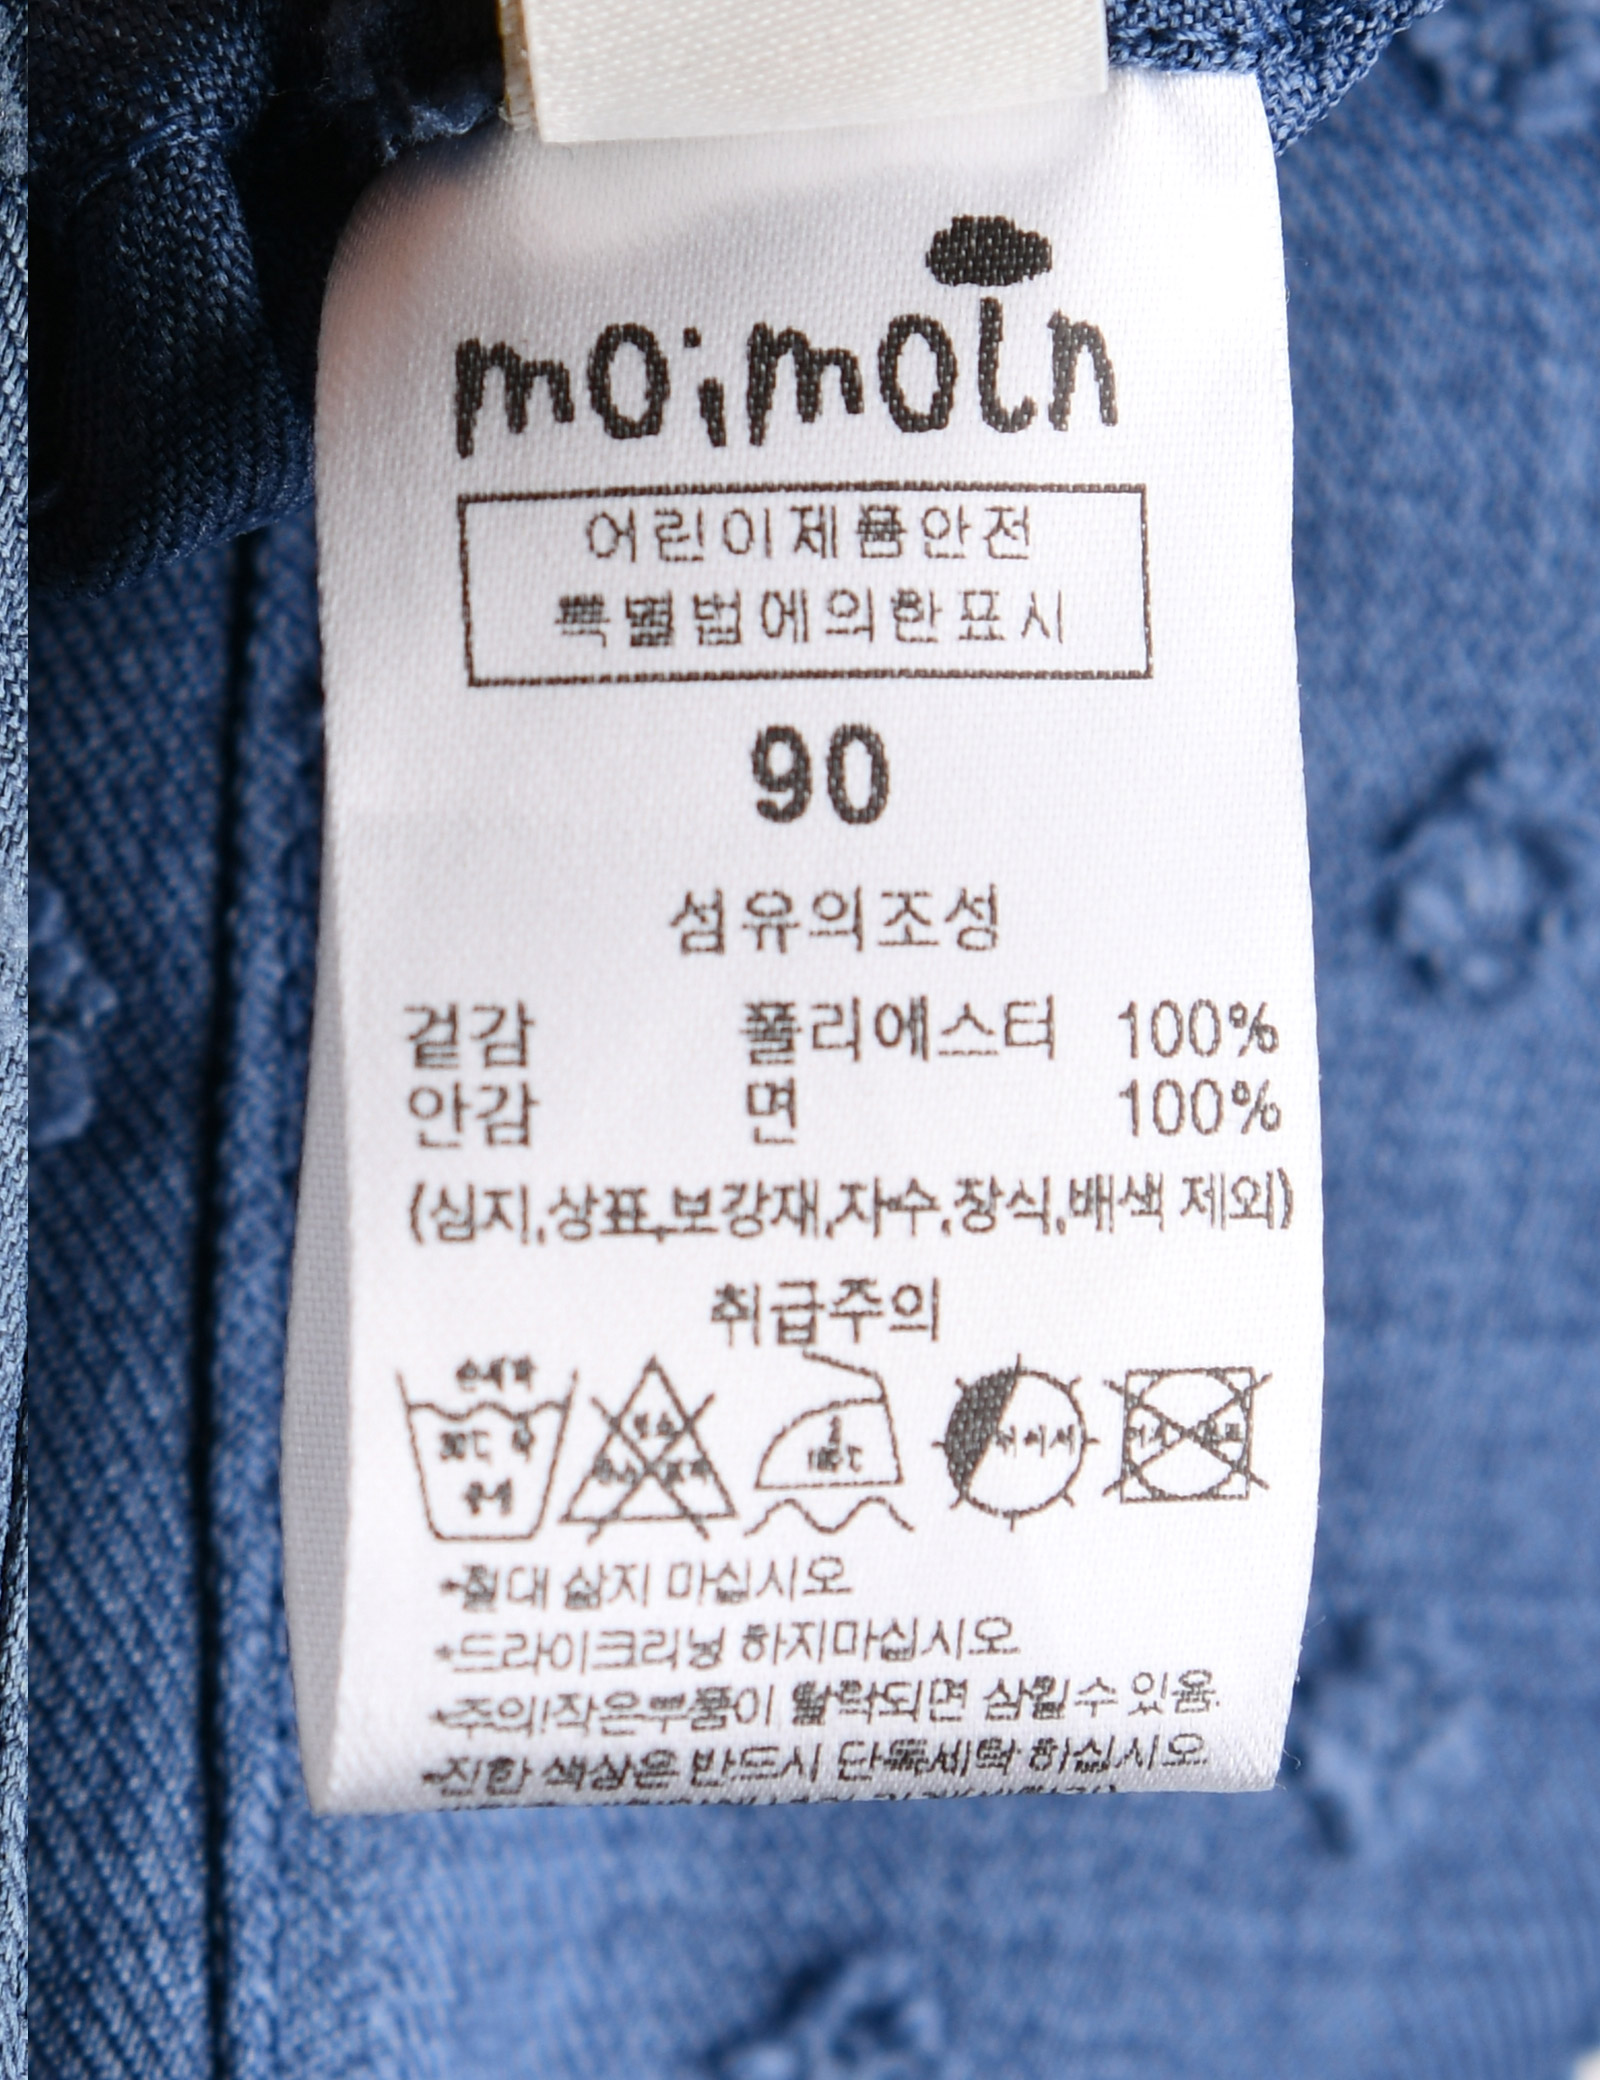 moimoln
어린이제품안전
특별법에의한표시
90
섬유의조성
겉감 폴리에스터 100%
안감 면 100%
(심지,상표,보강재,자수,장식,배색 제외)
취급주의
손세탁
30℃
*절대 삶지 마십시오
*드라이크리닝 하지마십시오
*주의!작은부품이 탈락되면 삼킬수 있음.
*진한 색상은 반드시 단독세탁 하십시오